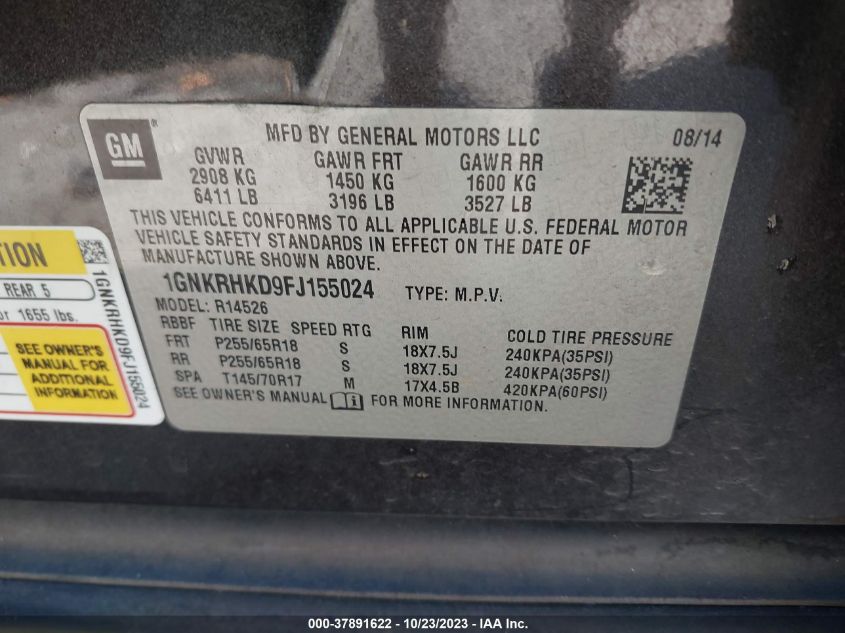 GM
®
MFD BY GENERAL MOTORS LLC 08/14
GVWR GAWR FRT GAWR RR
2908 KG 1450 KG 1600 KG
6411 LB 3196 LB 3527 LB
THIS VEHICLE CONFORMS TO ALL APPLICABLE U.S. FEDERAL MOTOR
VEHICLE SAFETY STANDARDS IN EFFECT ON THE DATE OF
MANUFACTURE SHOWN ABOVE.
1GNKRHKD9FJ155024 TYPE: M.P.V.
MODEL: R14526
RBBF TIRE SIZE SPEED RTG RIM COLD TIRE PRESSURE
FRT P255/65R18 S 18X7.5J 240KPA(35PSI)
RR P255/65R18 S 18X7.5J 240KPA(35PSI)
SPA T145/70R17 M 17X4.5B 420KPA(60PSI)
SEE OWNER'S MANUAL i FOR MORE INFORMATION.
REAR 5
1655 lbs.
SEE OWNER'S
MANUAL FOR
ADDITIONAL
INFORMATION
1GNKRHKD9FJ155024
000-37891622 - 10/23/2023 - IAA Inc.